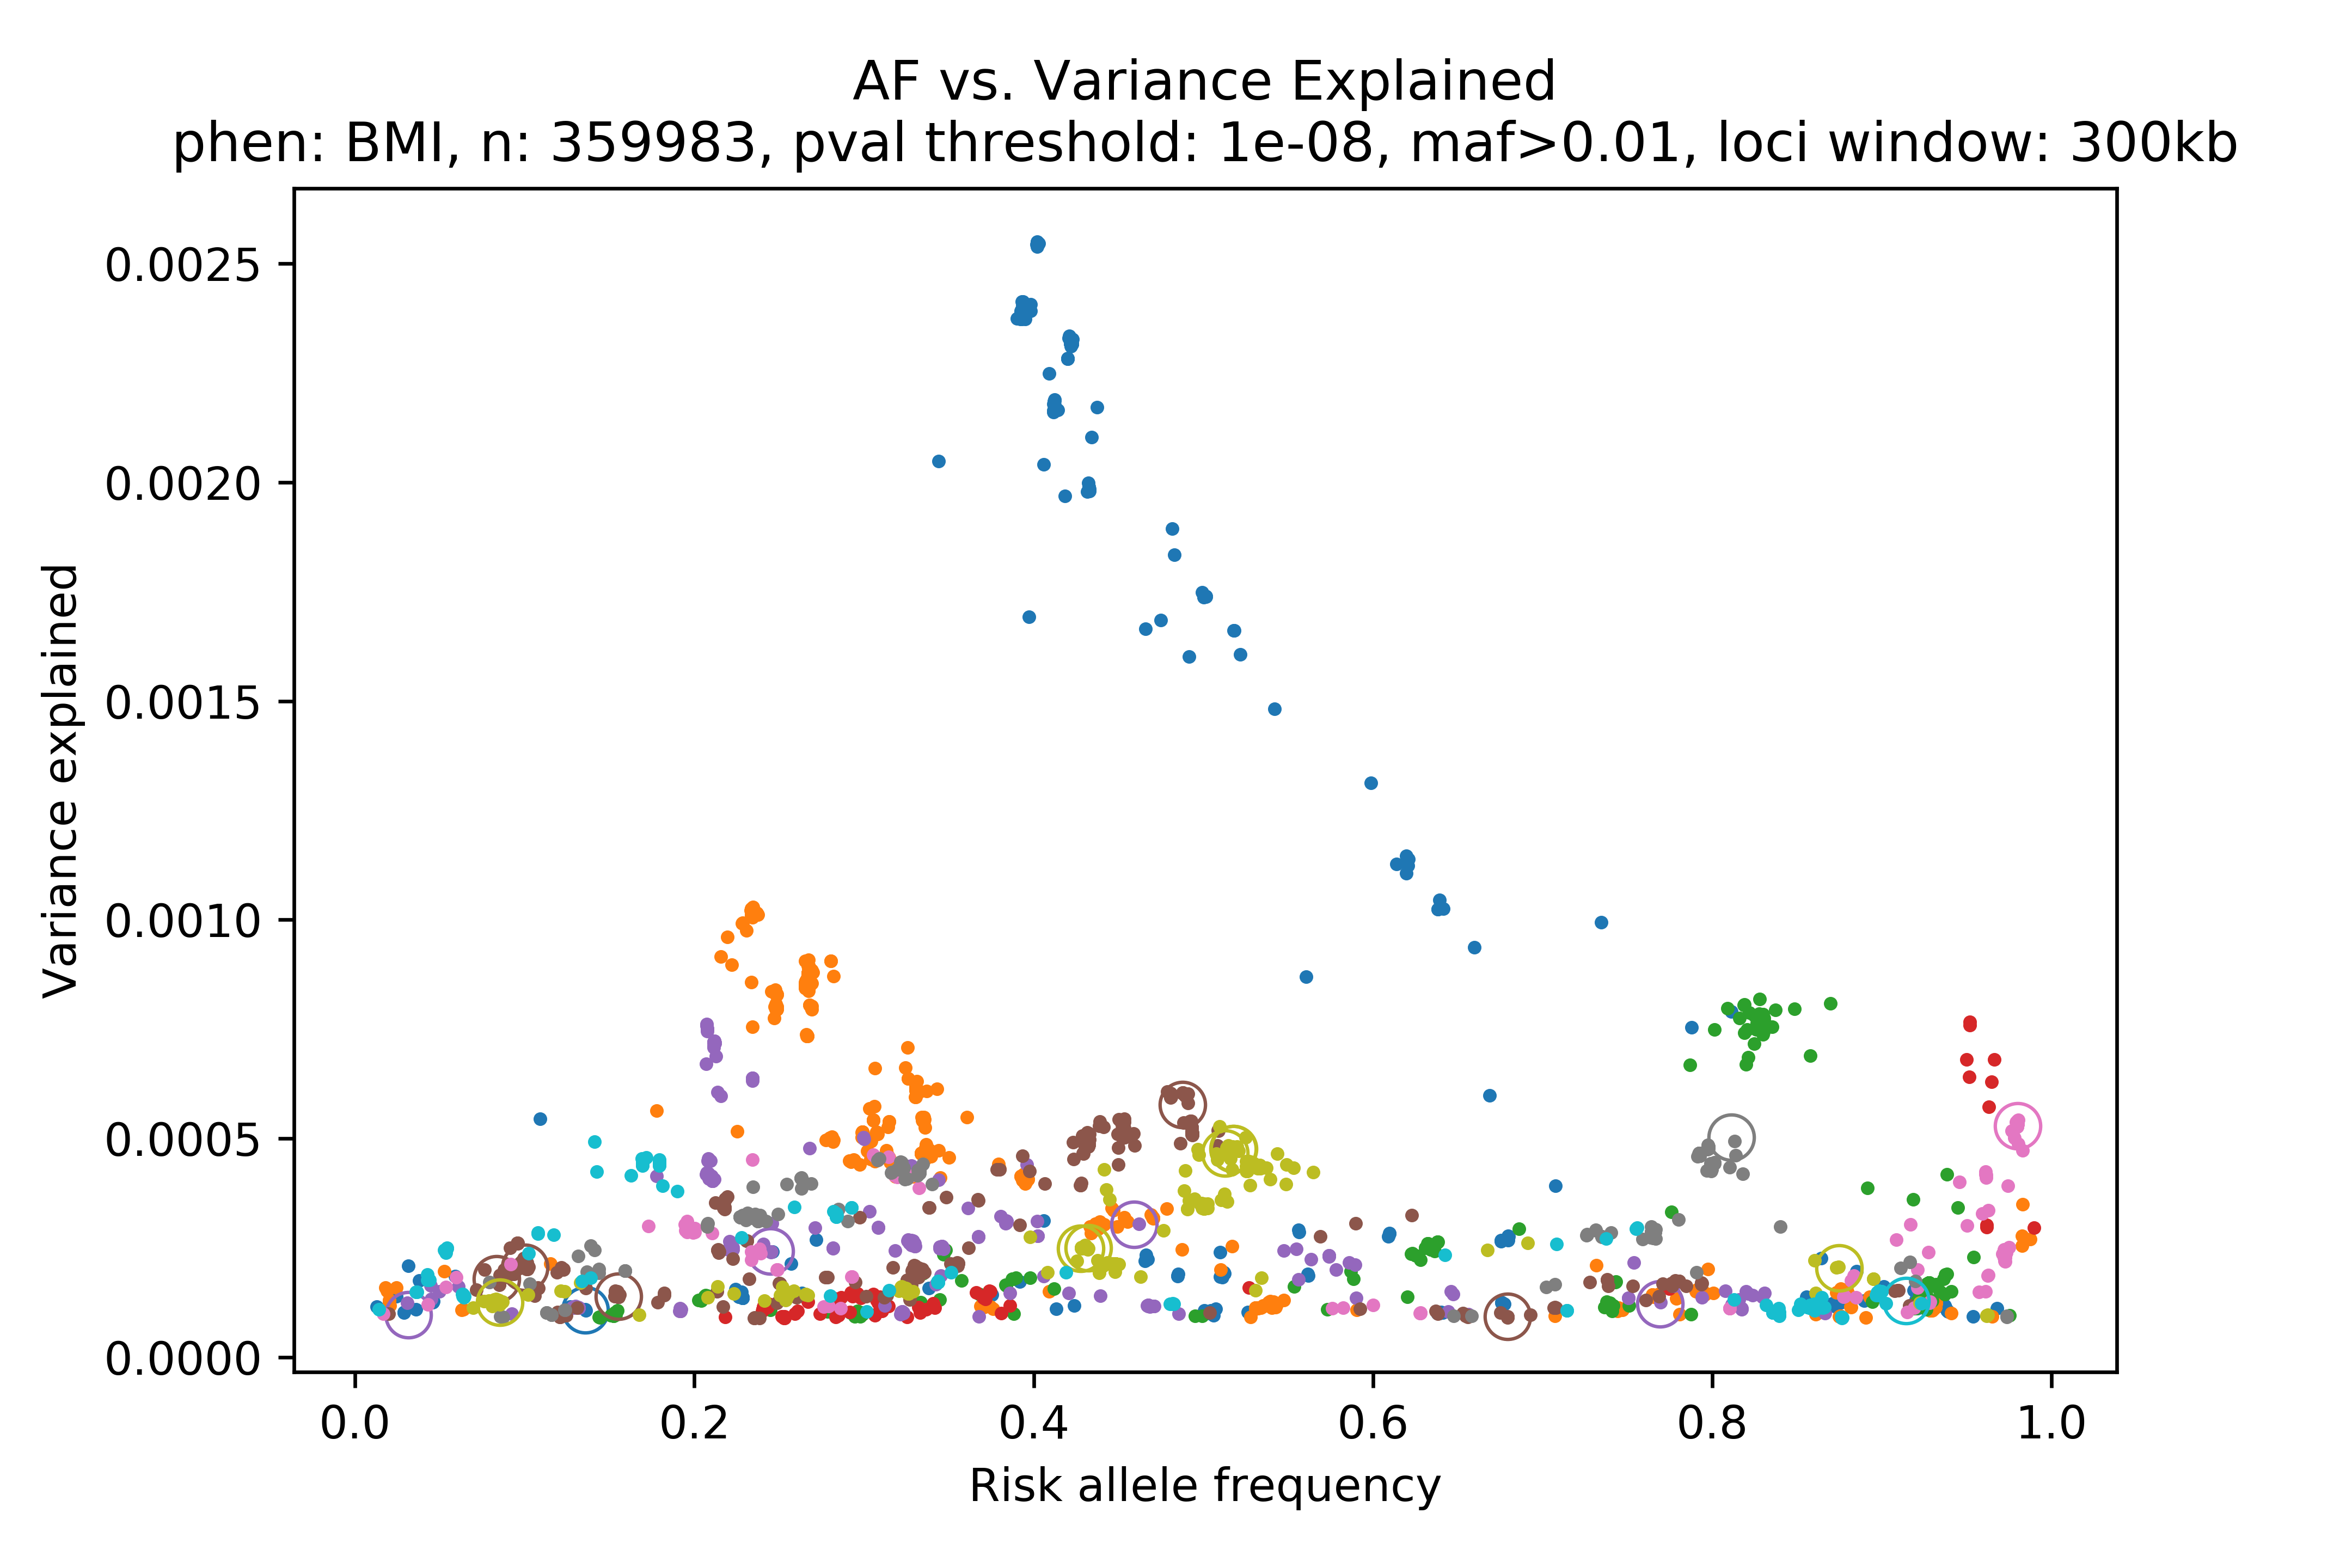 AF vs. Variance Explained
phen: BMI, n: 359983, pval threshold: 1e-08, maf>0.01, loci window: 300kb
Variance explained
0.0025
0.0020
0.0015
0.0010
0.0005
0.0000
0.0 0.2 0.4 0.6 0.8 1.0
Risk allele frequency